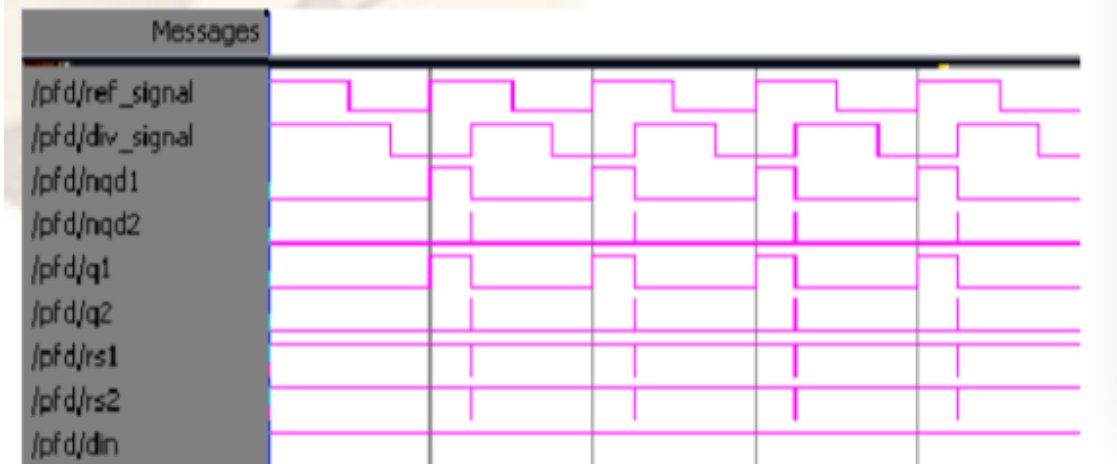 Messages
/pfd/ref_signal
/pfd/div_signal
/pfd/nqd1
/pfd/nqd2
/pfd/q1
/pfd/q2
/pfd/rs1
/pfd/rs2
/pfd/din